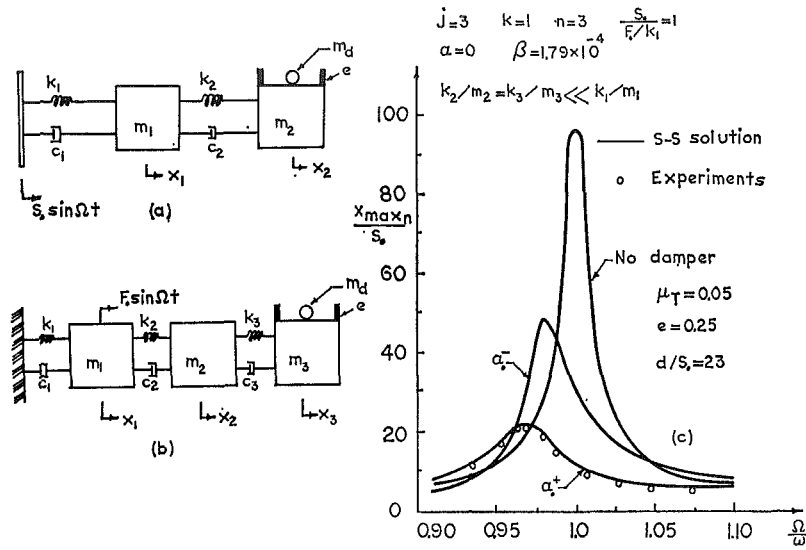 j=3 k=1 n=3 S₀/F₀/k₁=1
α=0 β=1.79×10⁻⁴
k₂/m₂=k₃/m₃≪k₁/m₁
k₁
k₂
m_d
e
m₁
m₂
c₁
c₂
x₁
x₂
S₀ sinΩt
(a)
F₀ sinΩt
k₁
k₂
k₃
m_d
e
m₁
m₂
m₃
c₁
c₂
c₃
x₁
x₂
x₃
(b)
x_max x_n/S₀
100
80
60
40
20
0
0.90 0.95 1.0 1.05 1.10 Ω/ω
S-S solution
o Experiments
No damper
μ_T=0.05
e=0.25
d/S₀=23
α₀⁻
α₀⁺
(c)